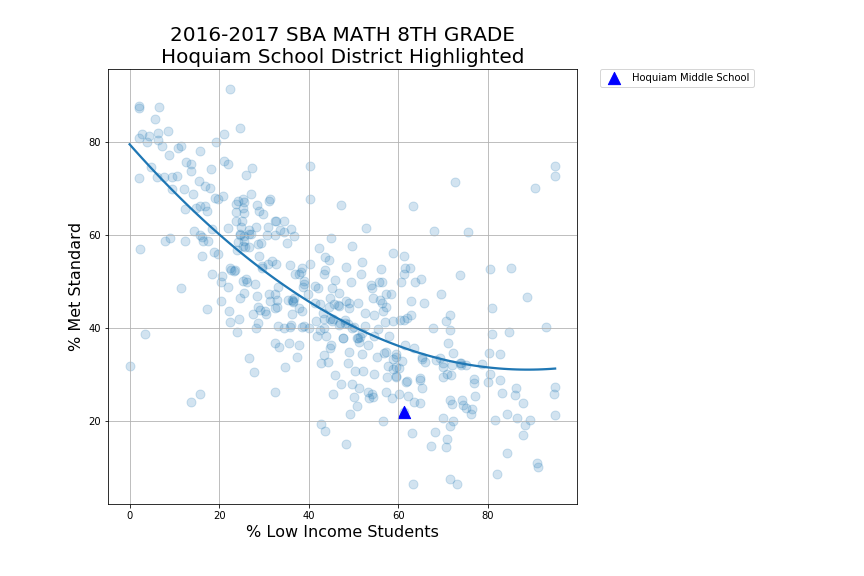 2016-2017 SBA MATH 8TH GRADE
Hoquiam School District Highlighted
Hoquiam Middle School
% Met Standard
80
60
40
20
0
20
40
60
80
% Low Income Students